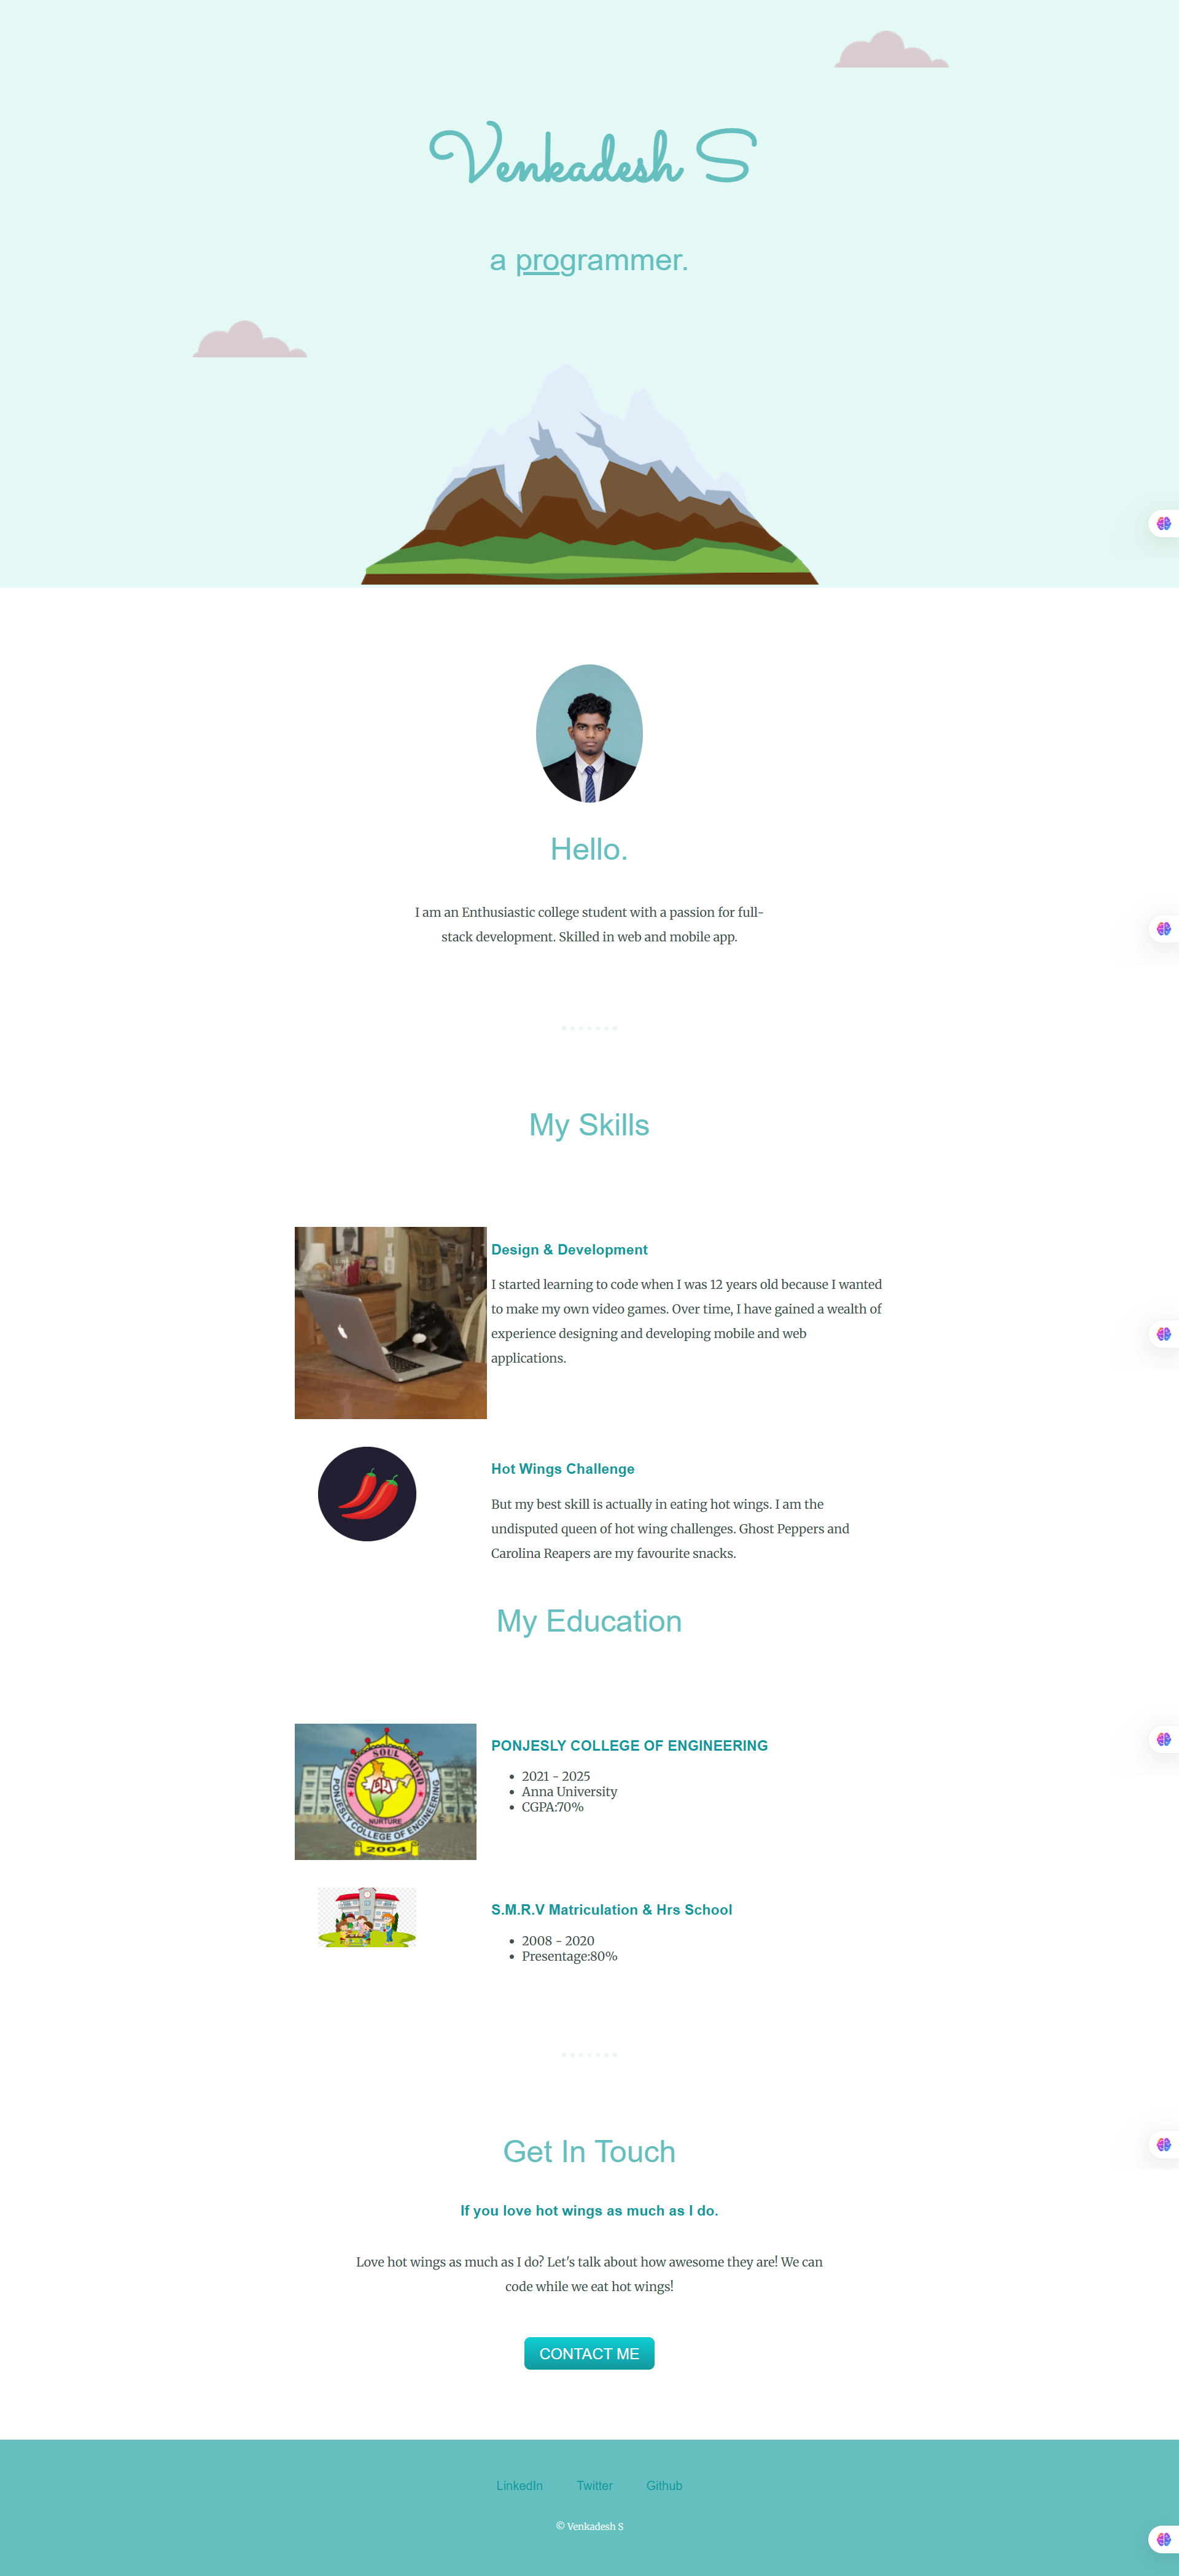 Venkadesh S
a programmer.
Hello.
I am an Enthusiastic college student with a passion for full-
stack development. Skilled in web and mobile app.
My Skills
Design & Development
I started learning to code when I was 12 years old because I wanted
to make my own video games. Over time, I have gained a wealth of
experience designing and developing mobile and web
applications.
Hot Wings Challenge
But my best skill is actually in eating hot wings. I am the
undisputed queen of hot wing challenges. Ghost Peppers and
Carolina Reapers are my favourite snacks.
My Education
BODY SOUL MIND
PONJESLY COLLEGE OF ENGINEERING
NURTURE
2004
PONJESLY COLLEGE OF ENGINEERING
2021 - 2025
Anna University
CGPA:70%
S.M.R.V Matriculation & Hrs School
2008 - 2020
Presentage:80%
Get In Touch
If you love hot wings as much as I do.
Love hot wings as much as I do? Let's talk about how awesome they are! We can
code while we eat hot wings!
CONTACT ME
LinkedIn Twitter Github
© Venkadesh S